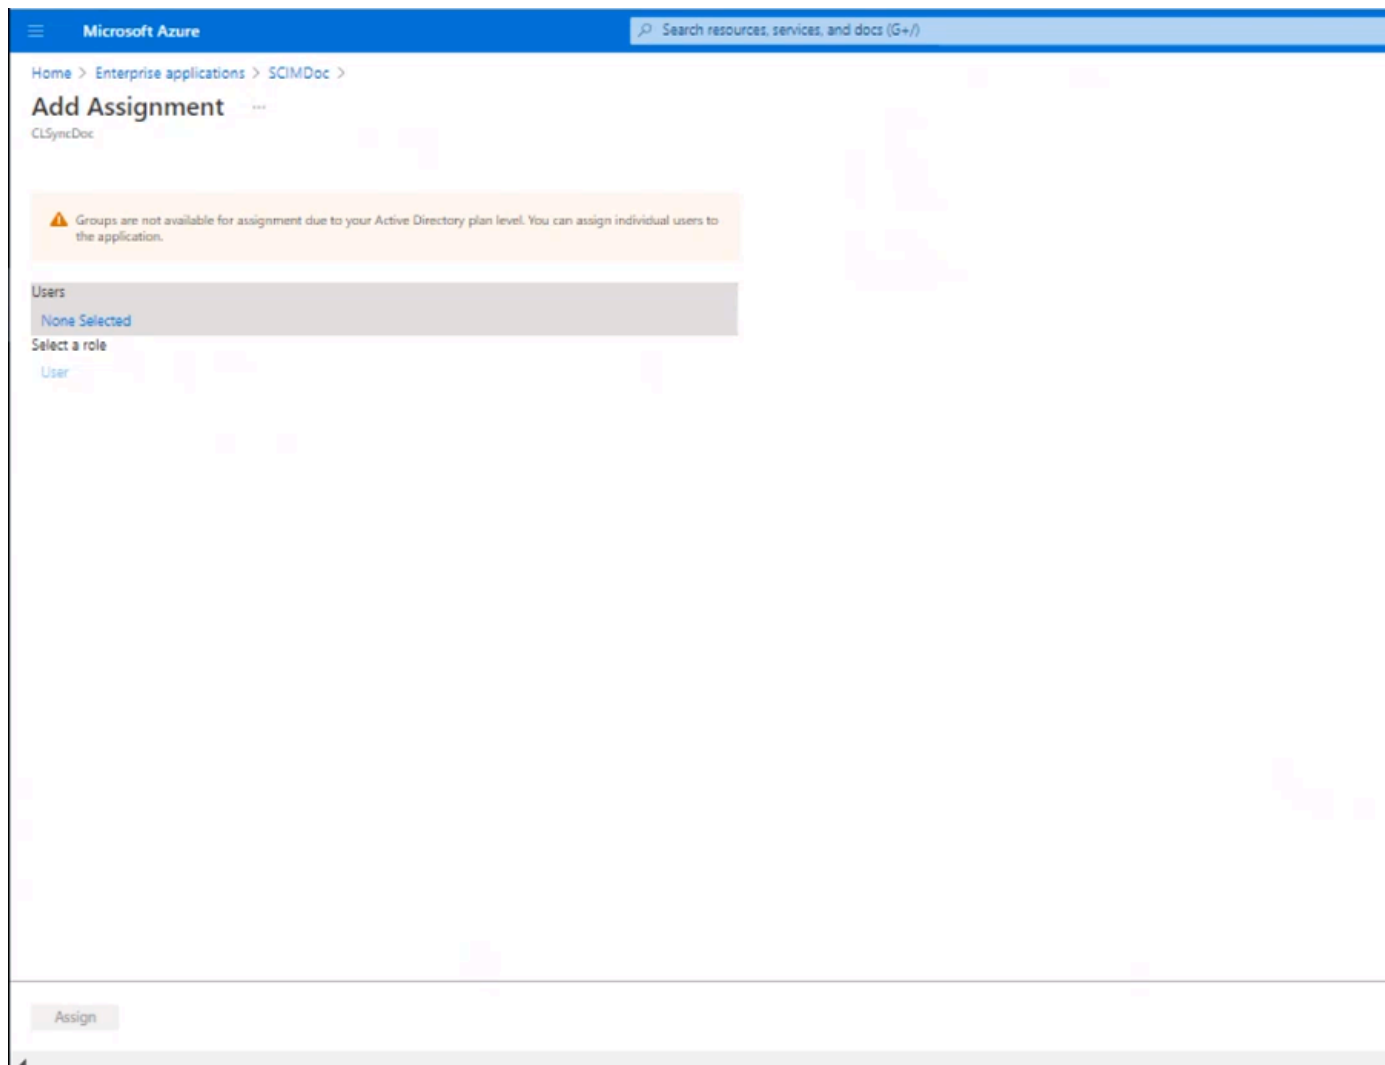 Microsoft Azure
Search resources, services, and docs (G+/)
Home > Enterprise applications > SCIMDoc >
Add Assignment ...
CLSyncDoc
Groups are not available for assignment due to your Active Directory plan level. You can assign individual users to
the application.
Users
None Selected
Select a role
User
Assign